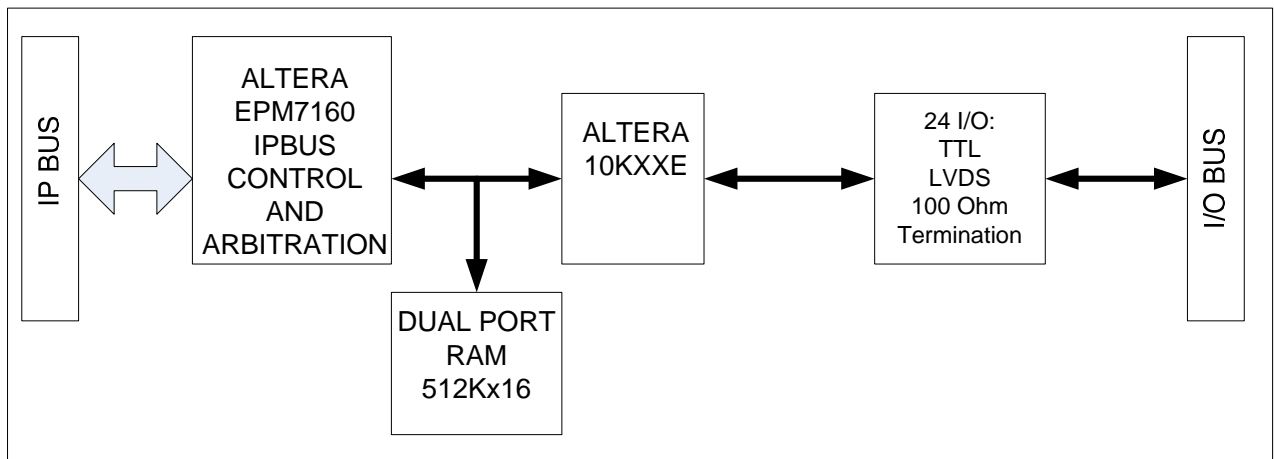 IP BUS
ALTERA
EPM7160
IPBUS
CONTROL
AND
ARBITRATION
DUAL PORT
RAM
512Kx16
ALTERA
10KXXE
24 I/O:
TTL
LVDS
100 Ohm
Termination
I/O BUS